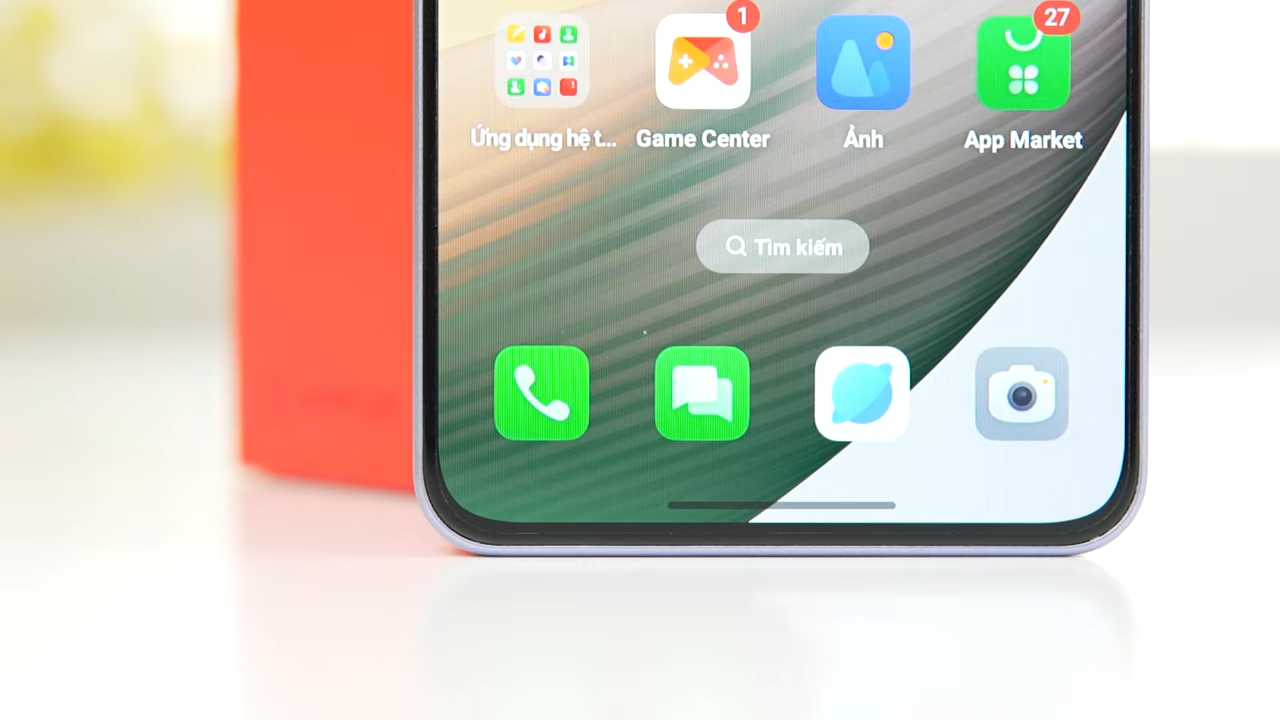 1
27
Ứng dụng hệ t...
Game Center
Ảnh
App Market
Tìm kiếm